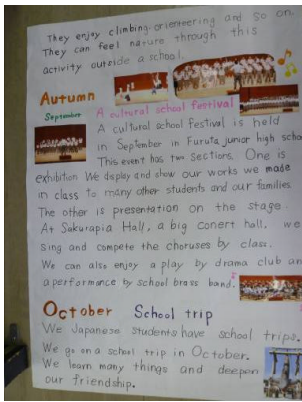 They enjoy climbing. orienteering and so on.
They can feel nature through this
activity outside a school.
Autumn
September
A cultural school festival
A cultural school festival is held
in September in Furuta junior high school
This event has two sections. One is
exhibition We display and show our works we made
in class to many other students and our families
The other is presentation on the stage.
At Sakurapia Hall, a big conert hall, we
sing and compete the choruses by class.
We can also enjoy a play by drama club and
a performance by school brass band.
October School trip
We Japanese students have school trips.
We go on a school trip in October.
We learn many things and deepen
our friendship.